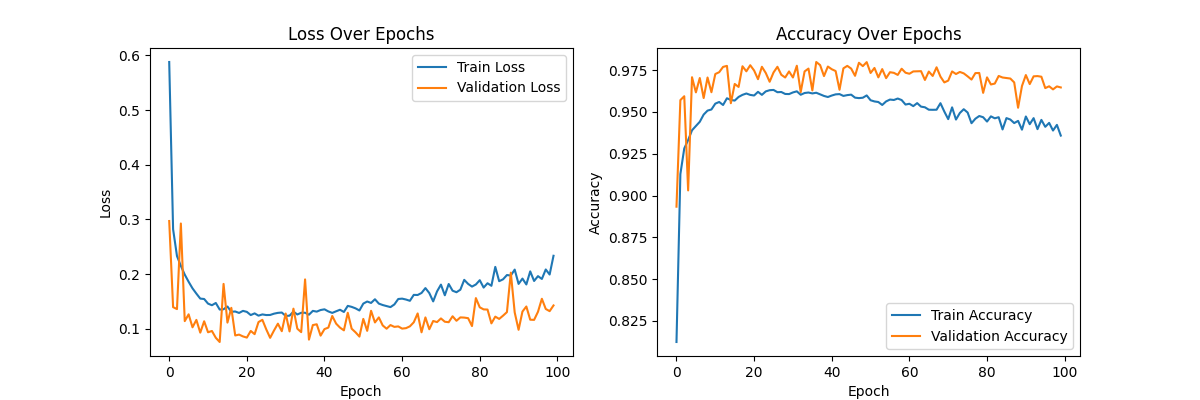 Loss Over Epochs
0.6
0.5
0.4
0.3
0.2
0.1
Loss
Train Loss
Validation Loss
0 20 40 60 80 100
Epoch
Accuracy Over Epochs
0.975
0.950
0.925
0.900
0.875
0.850
0.825
Accuracy
Train Accuracy
Validation Accuracy
0 20 40 60 80 100
Epoch